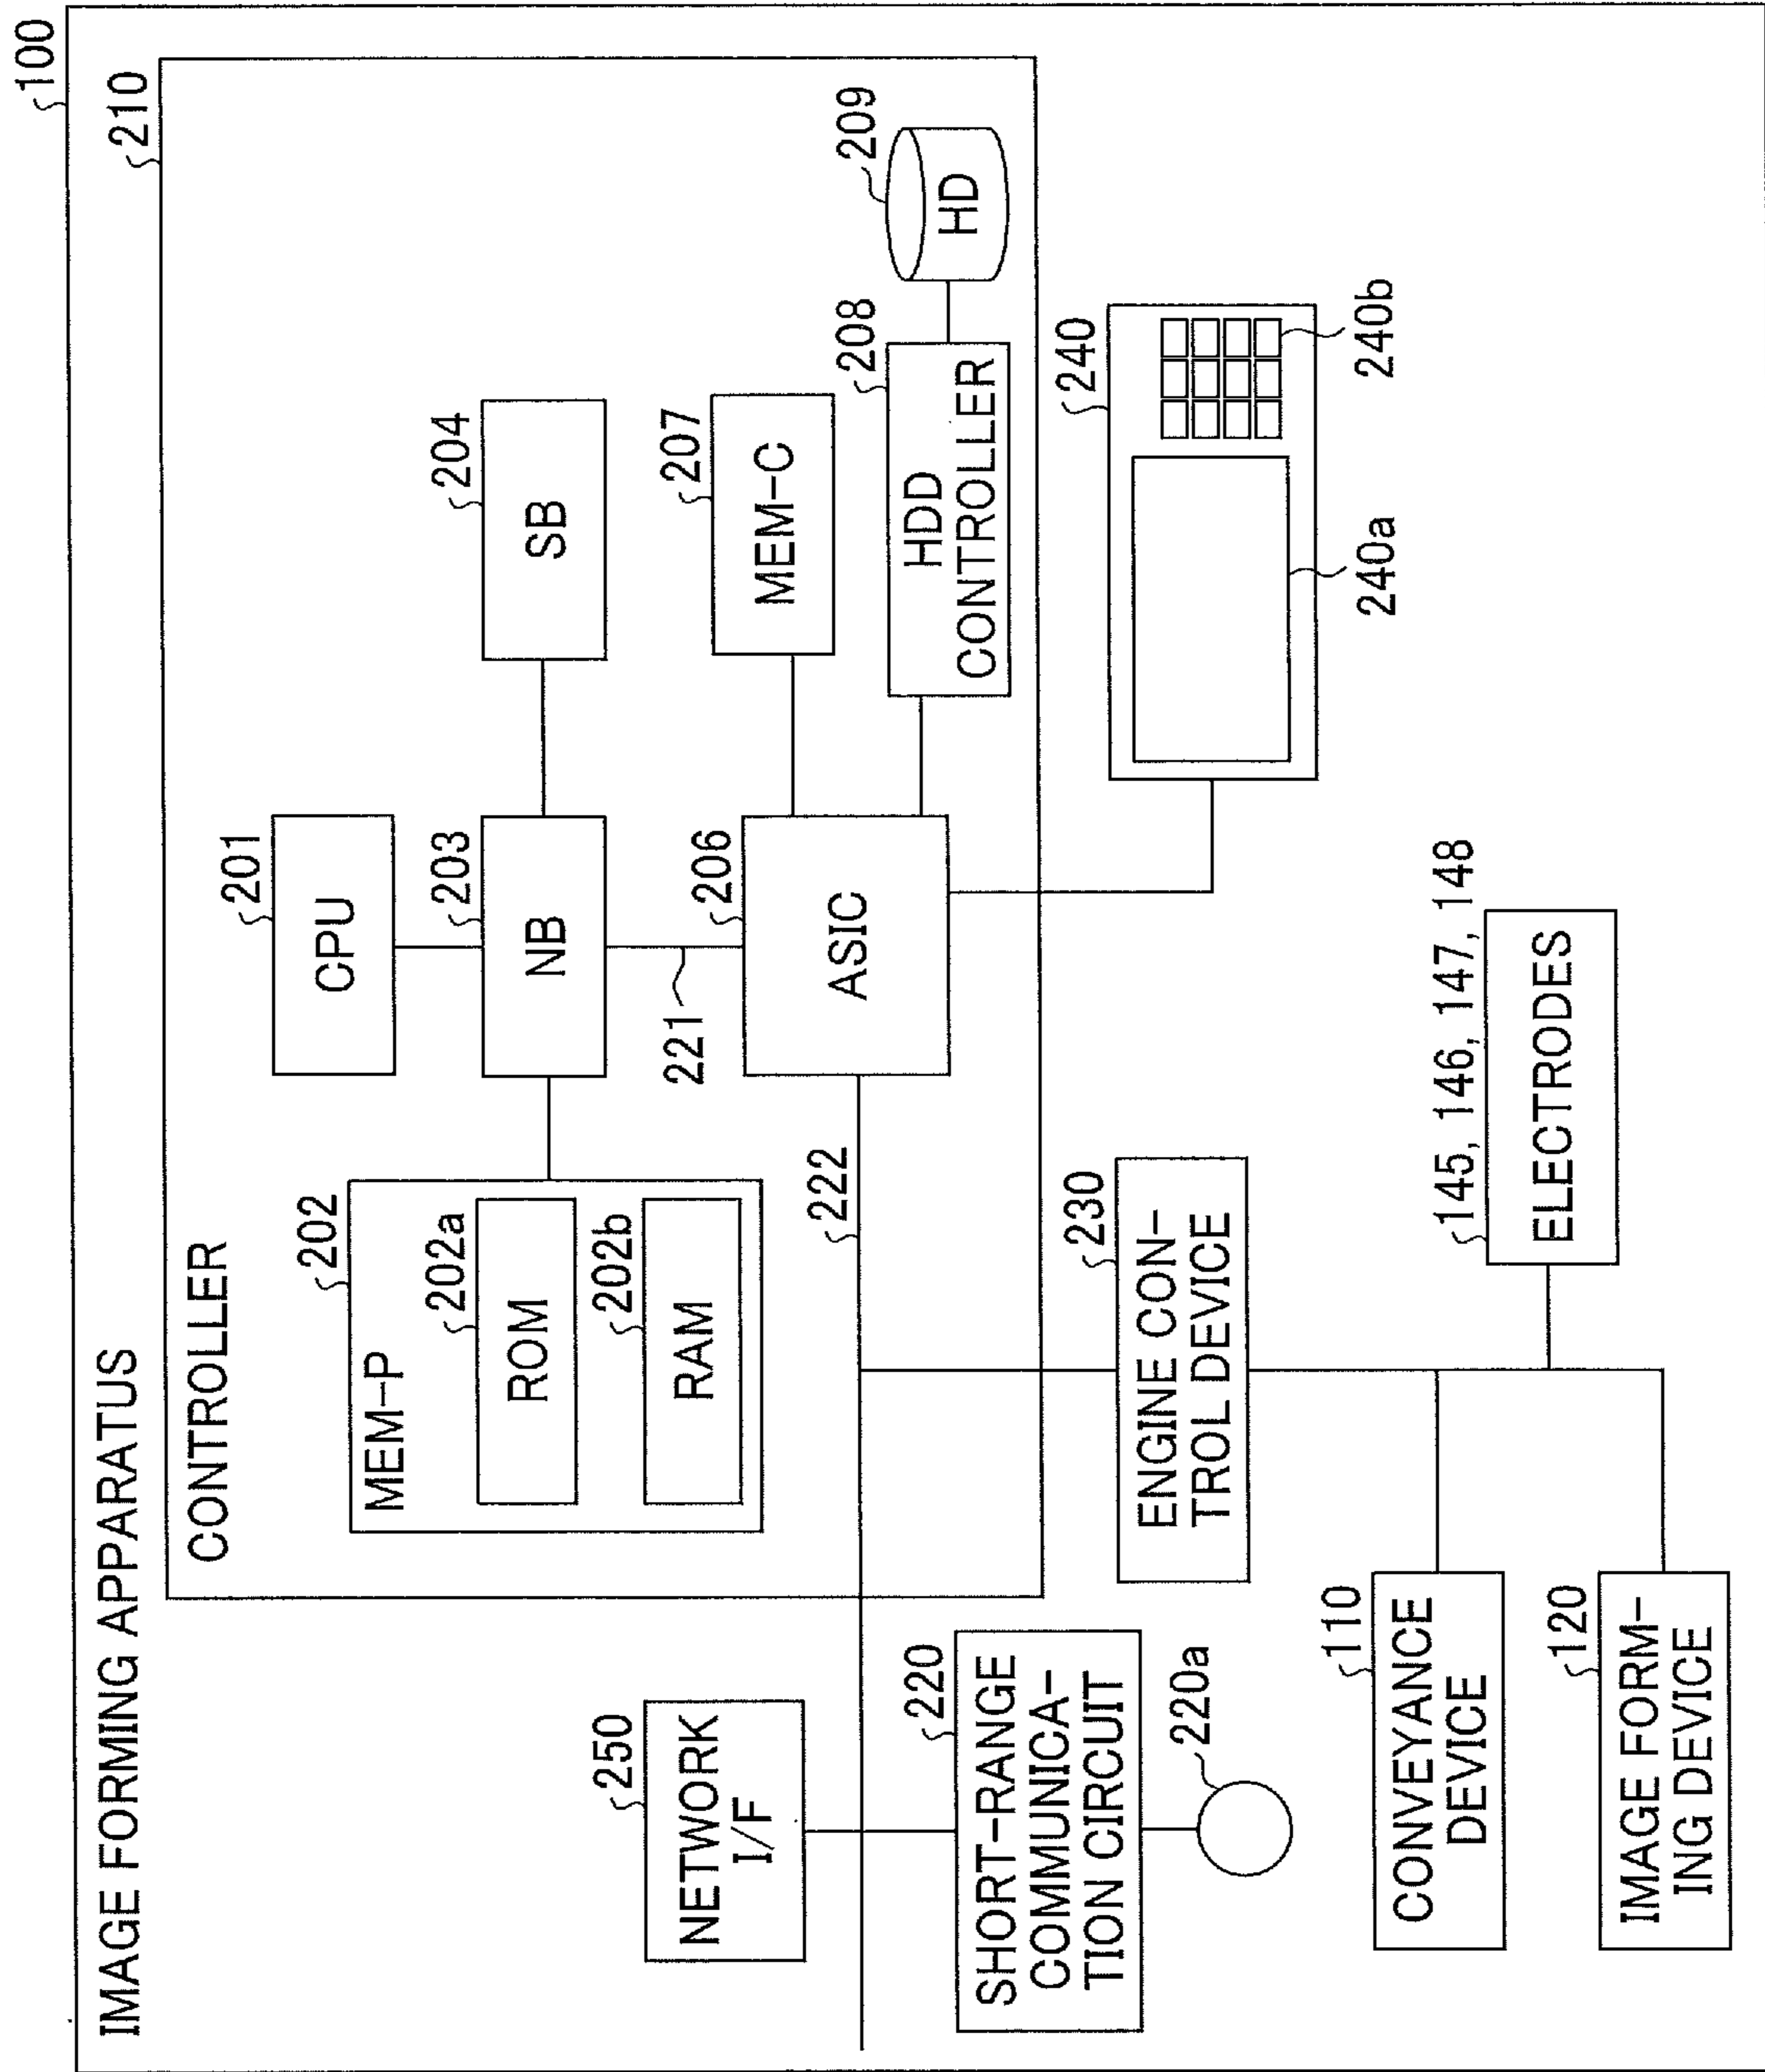 100
IMAGE FORMING APPARATUS
210
CONTROLLER
201
CPU
202
MEM-P
202a
ROM
202b
RAM
203
NB
204
SB
221
206
ASIC
207
MEM-C
208
HDD
CONTROLLER
209
HD
222
250
NETWORK
I/F
220
SHORT-RANGE
COMMUNICA-
TION CIRCUIT
220a
230
ENGINE CON-
TROL DEVICE
240
240a
240b
110
CONVEYANCE
DEVICE
120
IMAGE FORM-
ING DEVICE
145, 146, 147, 148
ELECTRODES